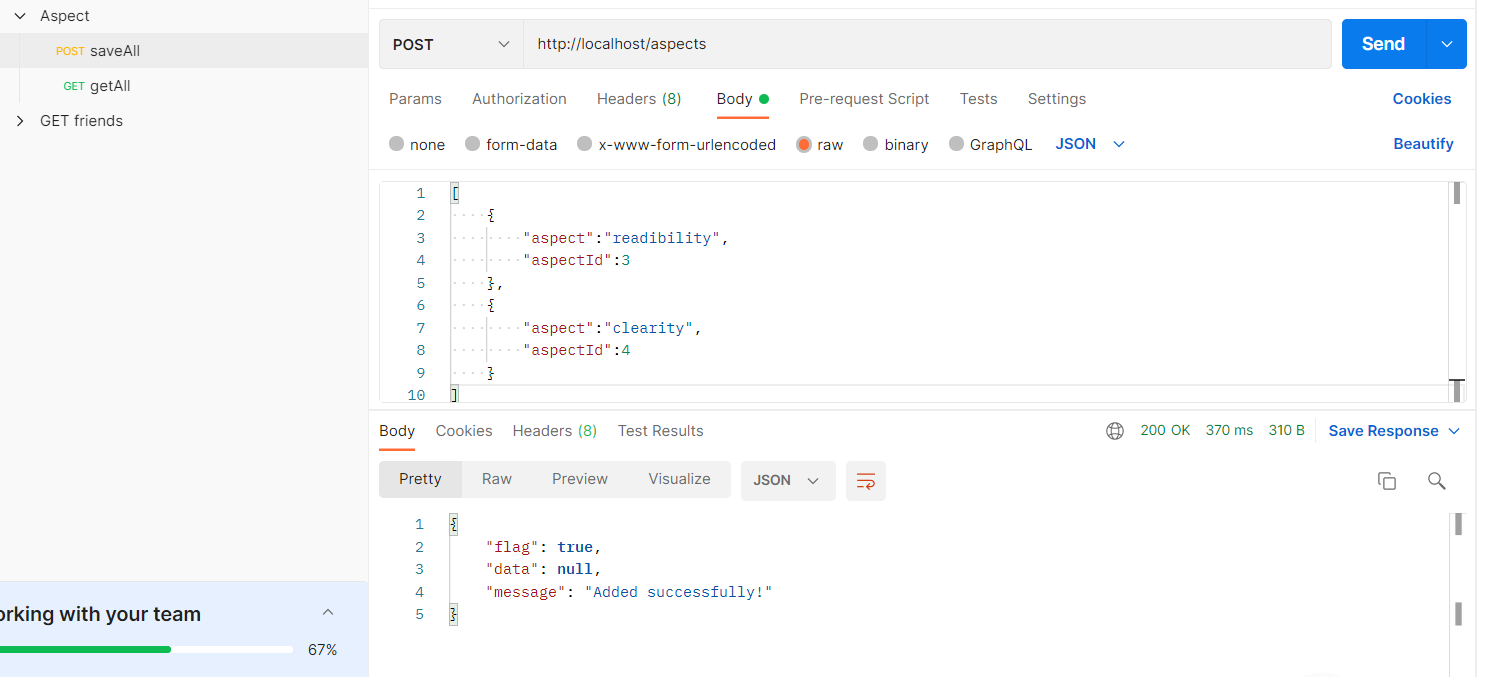 Aspect
POST saveAll
GET getAll
GET friends
orking with your team
67%
POST http://localhost/aspects Send
Params Authorization Headers (8) Body Pre-request Script Tests Settings Cookies
none form-data x-www-form-urlencoded raw binary GraphQL JSON Beautify
1 [
2 {
3 "aspect":"readibility",
4 "aspectId":3
5 },
6 {
7 "aspect":"clearity",
8 "aspectId":4
9 }
10 ]
Body Cookies Headers (8) Test Results 200 OK 370 ms 310 B Save Response
Pretty Raw Preview Visualize JSON
1 {
2 "flag": true,
3 "data": null,
4 "message": "Added successfully!"
5 }